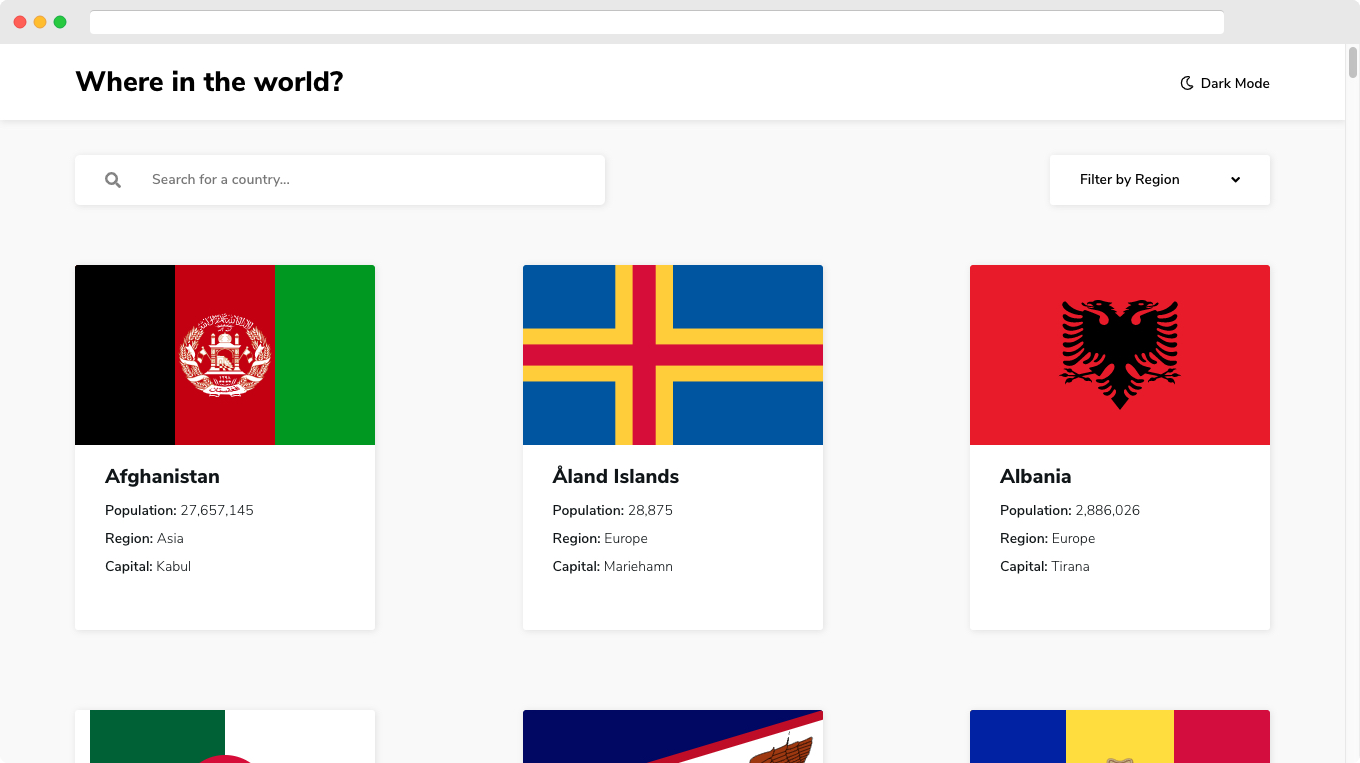 Where in the world?
Dark Mode
Search for a country...
Filter by Region
Afghanistan
Population: 27,657,145
Region: Asia
Capital: Kabul
Åland Islands
Population: 28,875
Region: Europe
Capital: Mariehamn
Albania
Population: 2,886,026
Region: Europe
Capital: Tirana